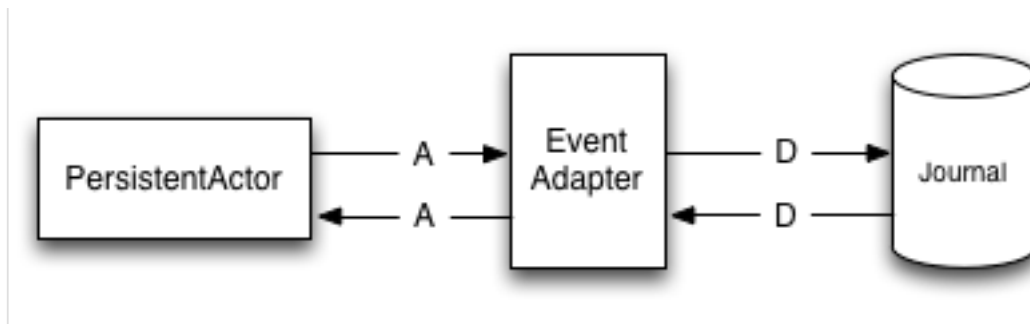 PersistentActor
A
A
Event
Adapter
D
D
Journal